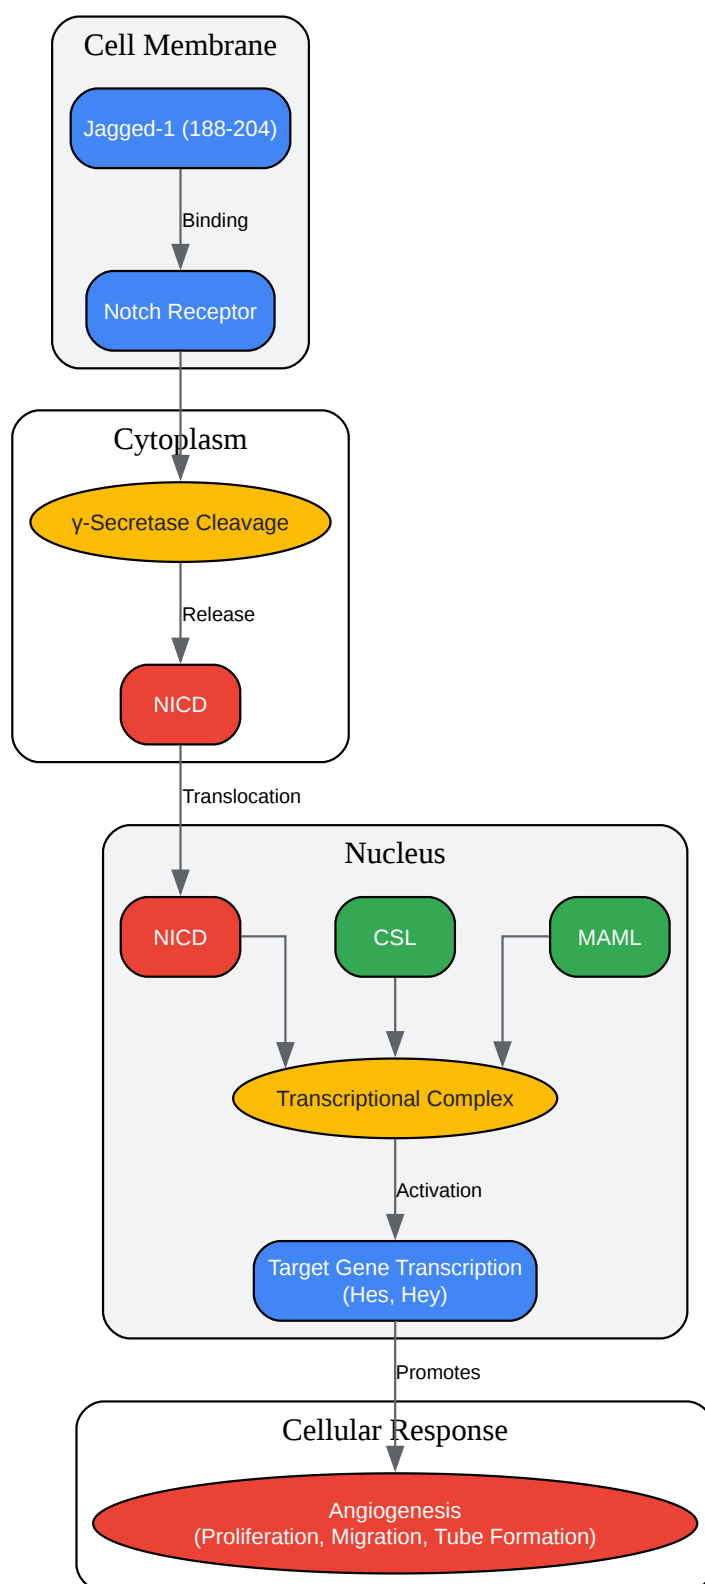 Cell Membrane
Jagged-1 (188-204)
Binding
Notch Receptor
Cytoplasm
γ-Secretase Cleavage
Release
NICD
Translocation
Nucleus
NICD
CSL
MAML
Transcriptional Complex
Activation
Target Gene Transcription
(Hes, Hey)
Promotes
Cellular Response
Angiogenesis
(Proliferation, Migration, Tube Formation)